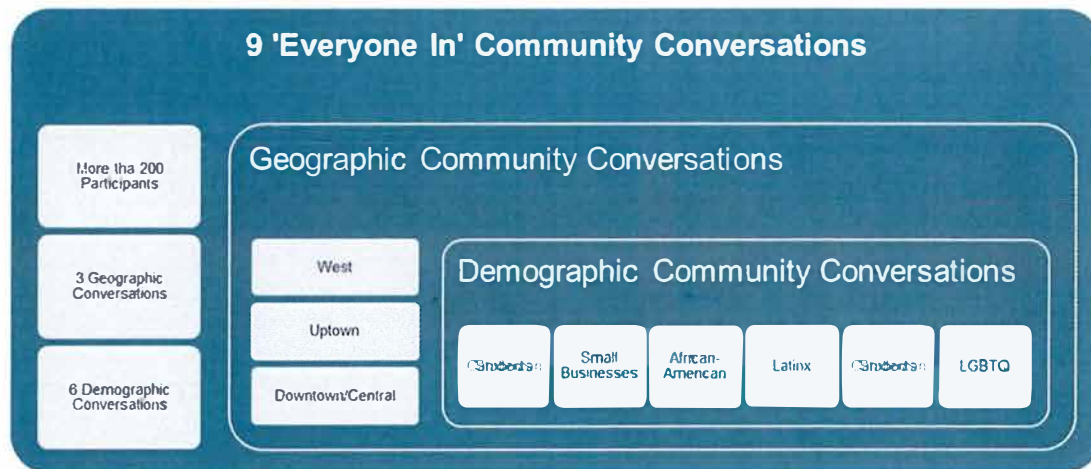 9 'Everyone In' Community Conversations
More tha 200
Participants
3 Geographic
Conversations
6 Demographic
Conversations
Geographic Community Conversations
West
Uptown
Downtown/Central
Demographic Community Conversations
Small
Businesses
African-
American
Latinx
LGBTQ